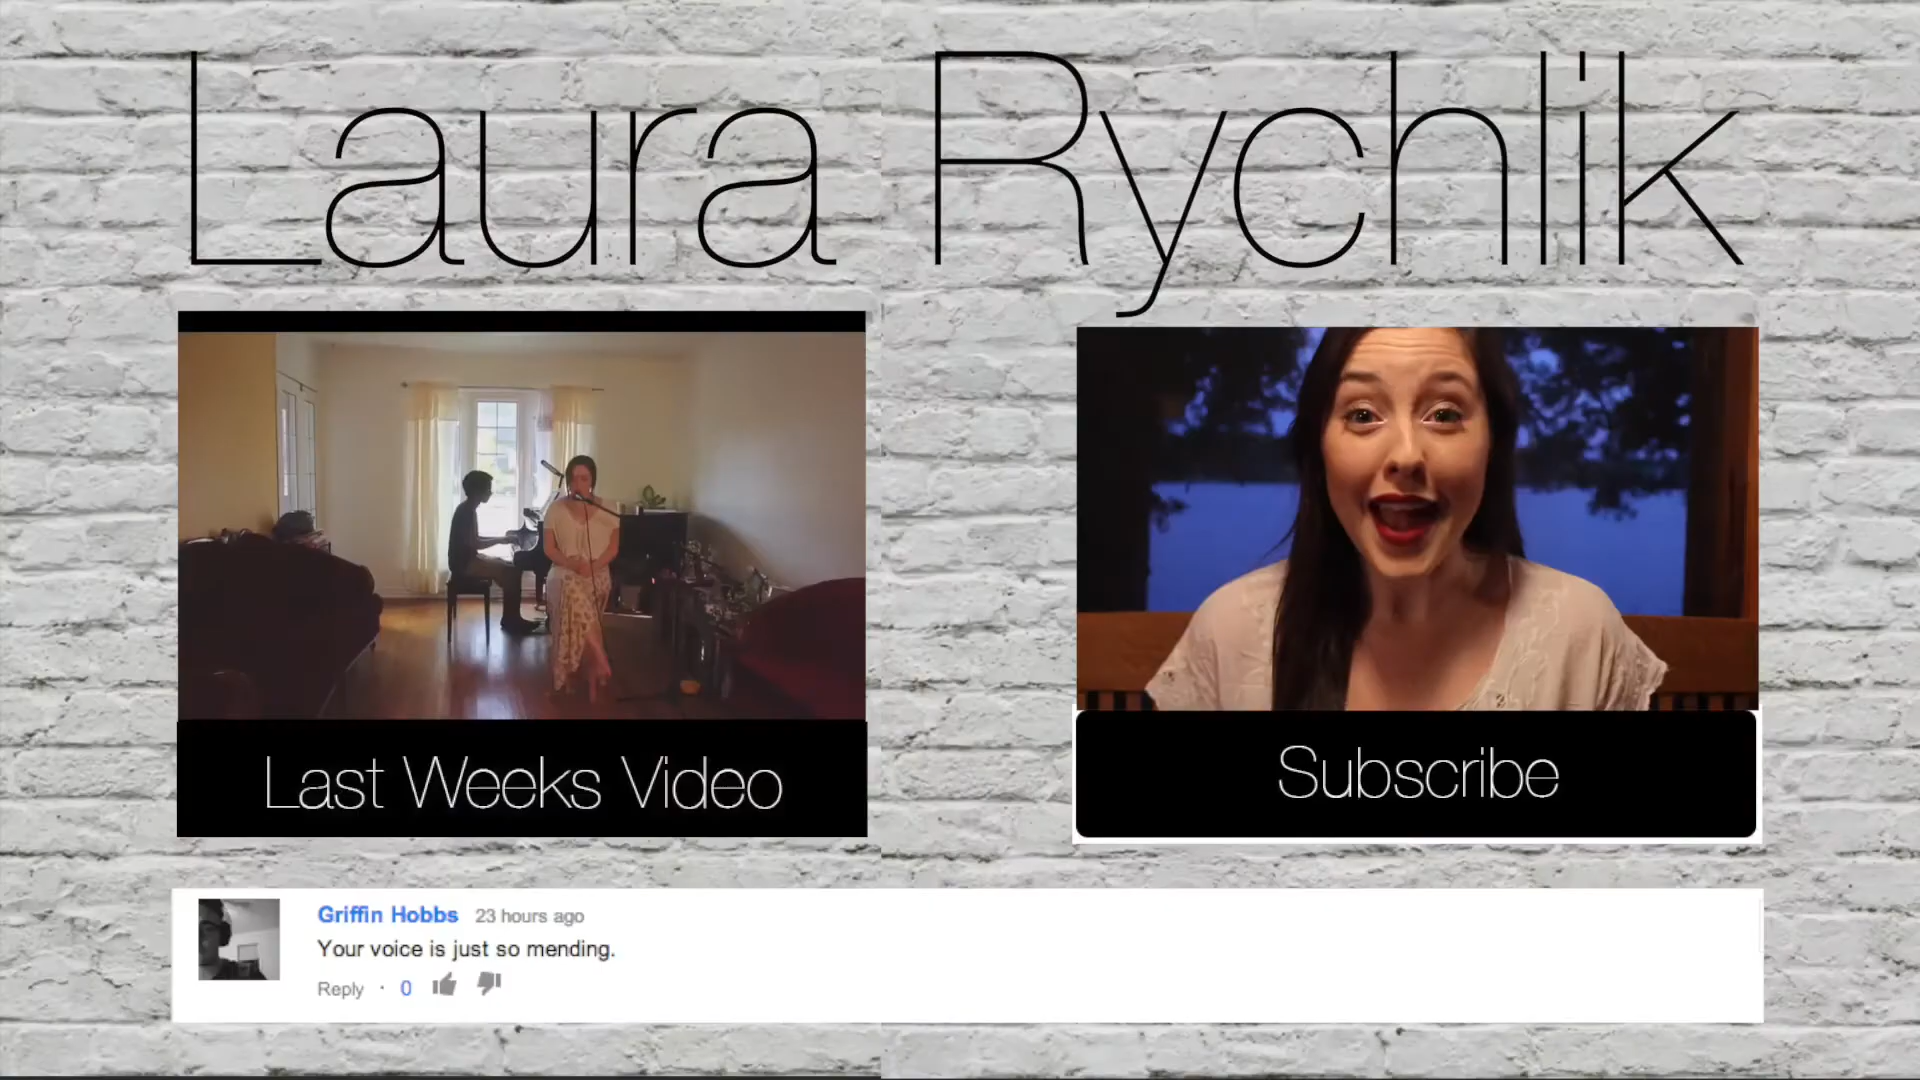 Laura Rychlik
Last Weeks Video
Subscribe
Griffin Hobbs 23 hours ago
Your voice is just so mending.
Reply · 0